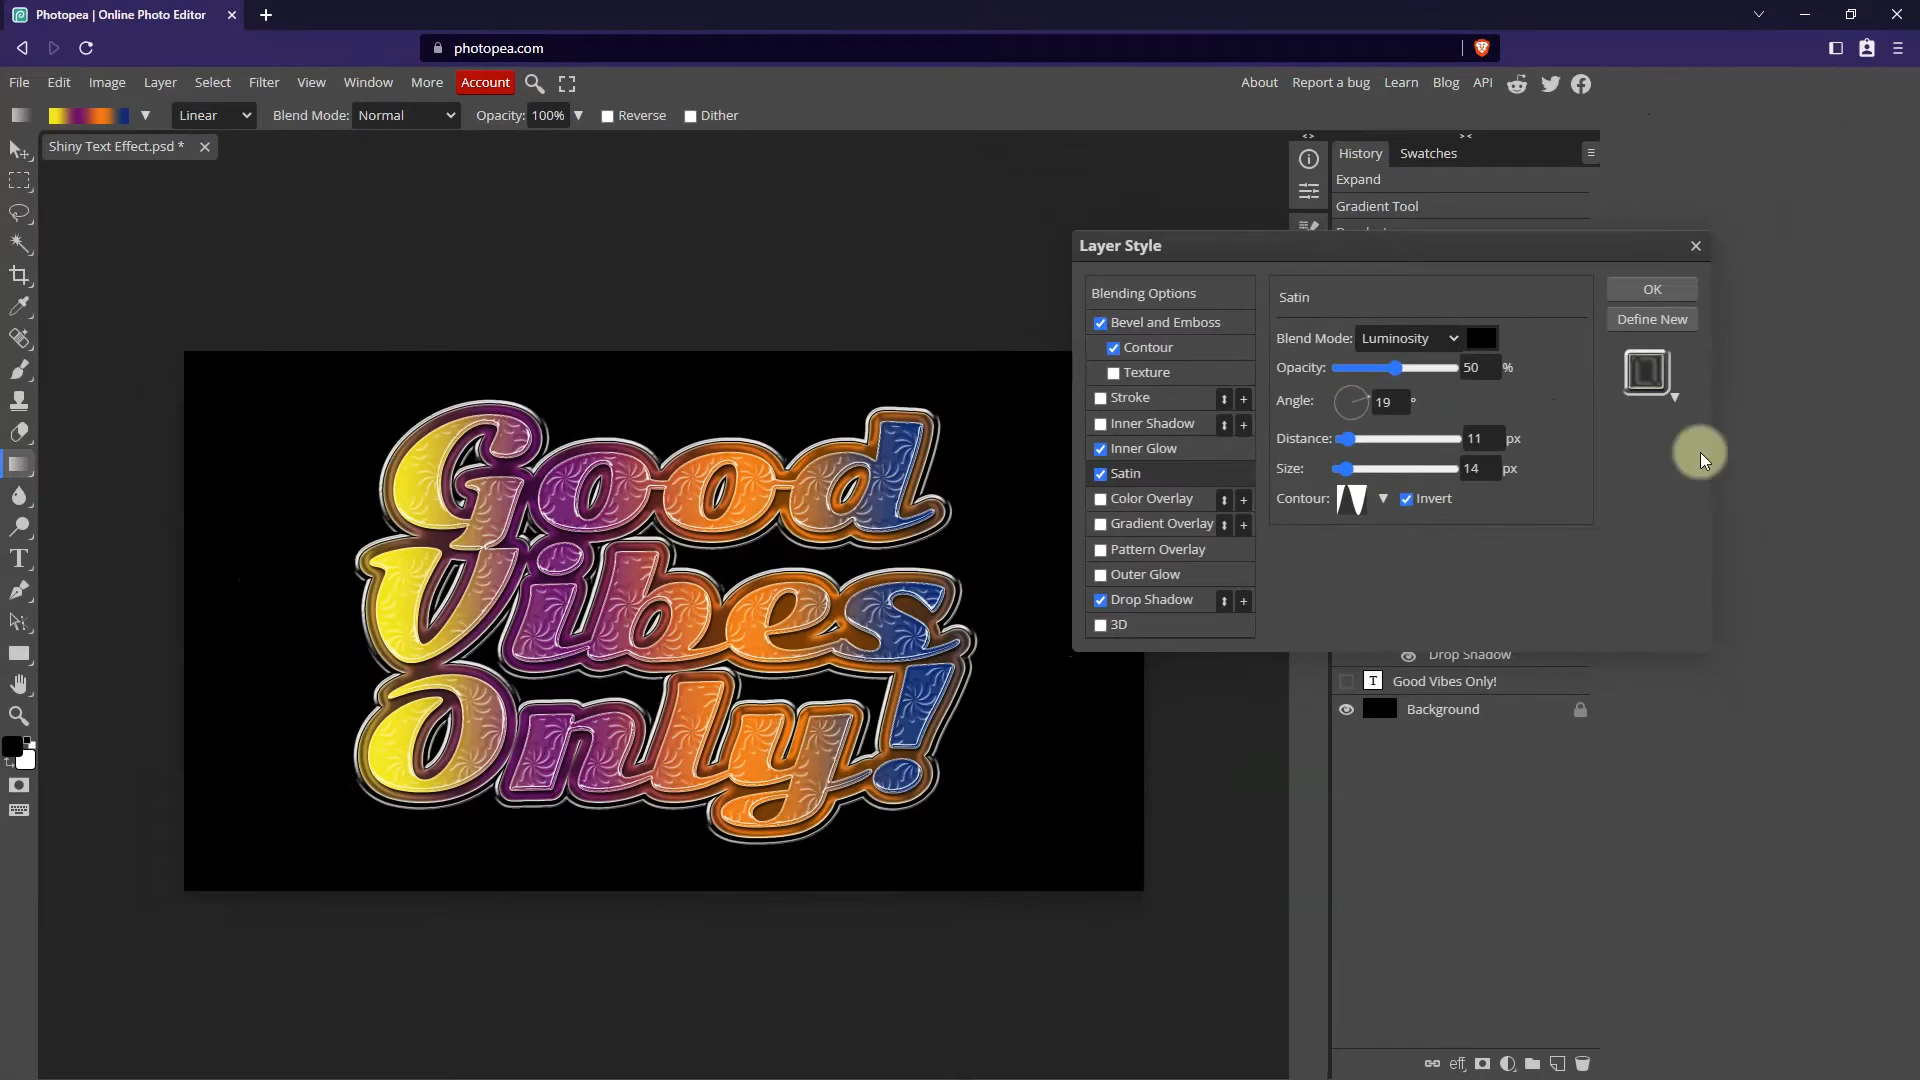 Photopea | Online Photo Editor
photopea.com
File Edit Image Layer Select Filter View Window More Account
About Report a bug Learn Blog API
Linear Blend Mode: Normal Opacity: 100% Reverse Dither
Shiny Text Effect.psd *
History Swatches
Expand
Gradient Tool
Layer Style
Blending Options
Bevel and Emboss
Contour
Texture
Stroke
Inner Shadow
Inner Glow
Satin
Color Overlay
Gradient Overlay
Pattern Overlay
Outer Glow
Drop Shadow
3D
Satin
Blend Mode: Luminosity
Opacity: 50 %
Angle: 19 °
Distance: 11 px
Size: 14 px
Contour: Invert
OK
Define New
Good
Vibes
Only!
Drop Shadow
T Good Vibes Only!
Background
eff